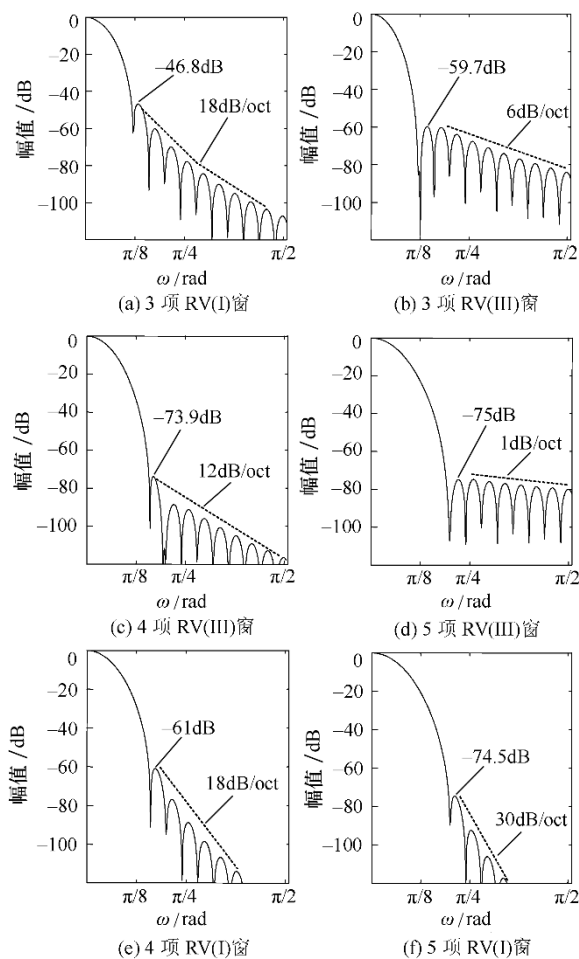 0
−20
−40
−60
−80
−100
幅值 /dB
−46.8dB
18dB/oct
π/8
π/4
π/2
ω/rad
(a) 3 项 RV(I)窗
0
−20
−40
−60
−80
−100
幅值 /dB
−59.7dB
6dB/oct
π/8
π/4
π/2
ω/rad
(b) 3 项 RV(III)窗
0
−20
−40
−60
−80
−100
幅值 /dB
−73.9dB
12dB/oct
π/8
π/4
π/2
ω/rad
(c) 4 项 RV(III)窗
0
−20
−40
−60
−80
−100
幅值 /dB
−75dB
1dB/oct
π/8
π/4
π/2
ω/rad
(d) 5 项 RV(III)窗
0
−20
−40
−60
−80
−100
幅值 /dB
−61dB
18dB/oct
π/8
π/4
π/2
ω/rad
(e) 4 项 RV(I)窗
0
−20
−40
−60
−80
−100
幅值 /dB
−74.5dB
30dB/oct
π/8
π/4
π/2
ω/rad
(f) 5 项 RV(I)窗